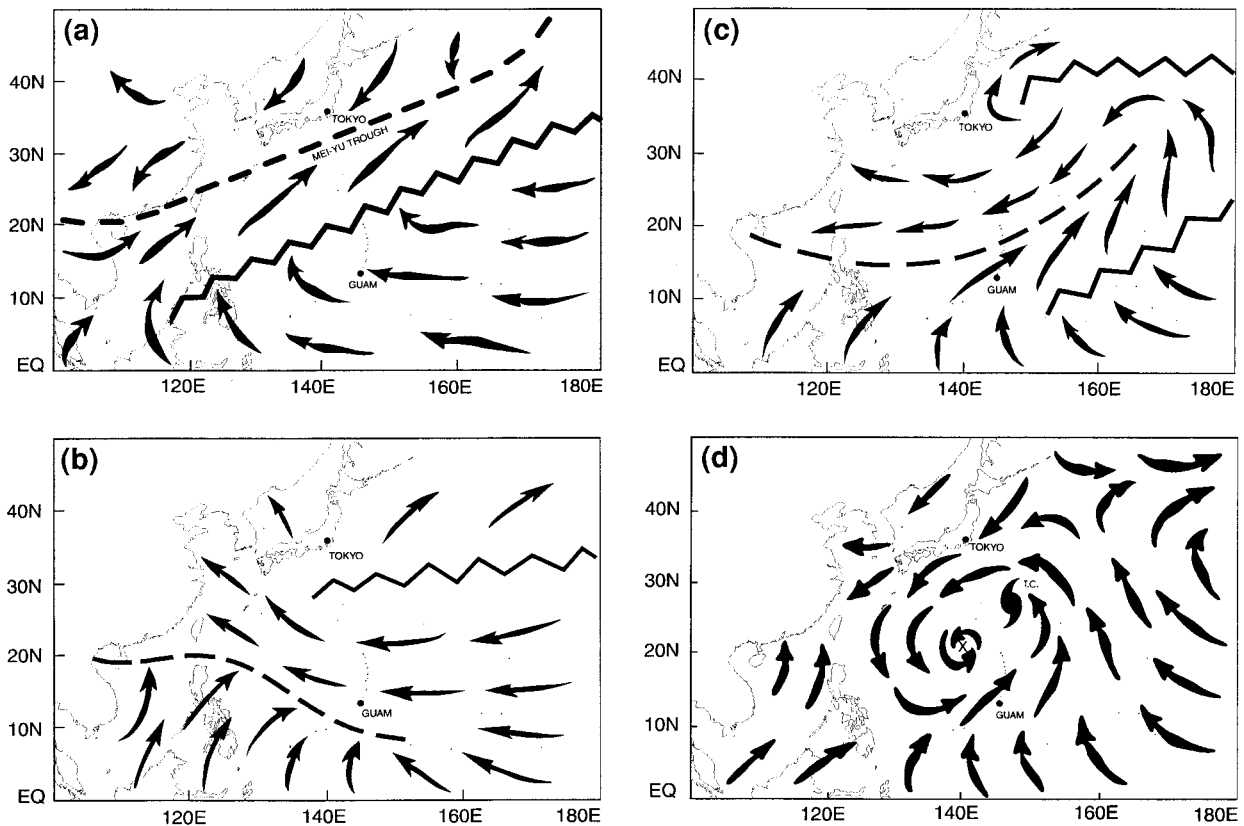 (a)
40N
30N
20N
10N
EQ
TOKYO
MEI-YU TROUGH
GUAM
120E 140E 160E 180E
(c)
40N
30N
20N
10N
EQ
TOKYO
GUAM
120E 140E 160E 180E
(b)
40N
30N
20N
10N
EQ
TOKYO
GUAM
120E 140E 160E 180E
(d)
40N
30N
20N
10N
EQ
TOKYO
T.C.
X
GUAM
120E 140E 160E 180E